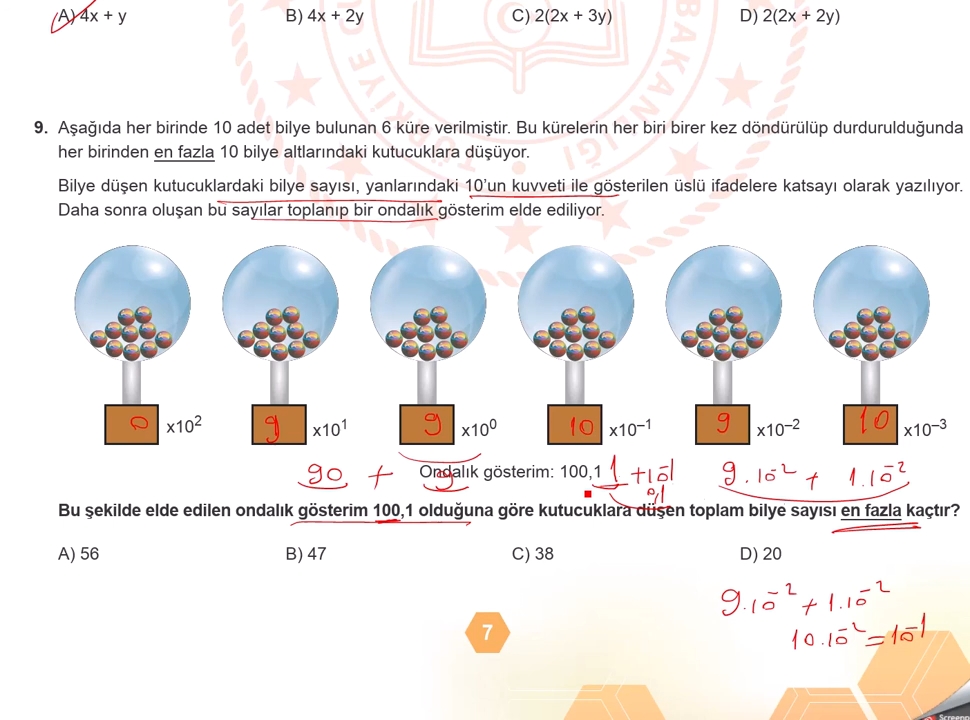 A) 4x + y B) 4x + 2y C) 2(2x + 3y) D) 2(2x + 2y)
TÜRKİYE CU BAKANLIĞI
9. Aşağıda her birinde 10 adet bilye bulunan 6 küre verilmiştir. Bu kürelerin her biri birer kez döndürülüp durdurulduğunda
her birinden en fazla 10 bilye altlarındaki kutucuklara düşüyor.
Bilye düşen kutucuklardaki bilye sayısı, yanlarındaki 10’un kuvveti ile gösterilen üslü ifadelere katsayı olarak yazılıyor.
Daha sonra oluşan bu sayılar toplanıp bir ondalık gösterim elde ediliyor.
0 x10² 9 x10¹ 9 x10⁰ 10 x10⁻¹ 9 x10⁻² 10 x10⁻³
90 + 9 Ondalık gösterim: 100,1 1 + 10⁻¹ 9.10⁻² + 1.10⁻²
0,1
Bu şekilde elde edilen ondalık gösterim 100,1 olduğuna göre kutucuklara düşen toplam bilye sayısı en fazla kaçtır?
A) 56 B) 47 C) 38 D) 20
9.10⁻² + 1.10⁻²
7
10.10⁻² = 10⁻¹